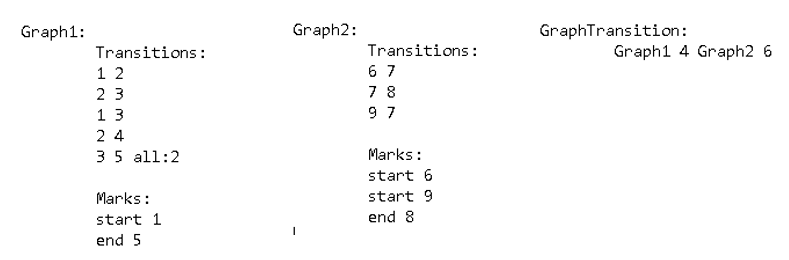 Graph1:
Transitions:
1 2
2 3
1 3
2 4
3 5 all:2
Marks:
start 1
end 5
Graph2:
Transitions:
6 7
7 8
9 7
Marks:
start 6
start 9
end 8
GraphTransition:
Graph1 4 Graph2 6